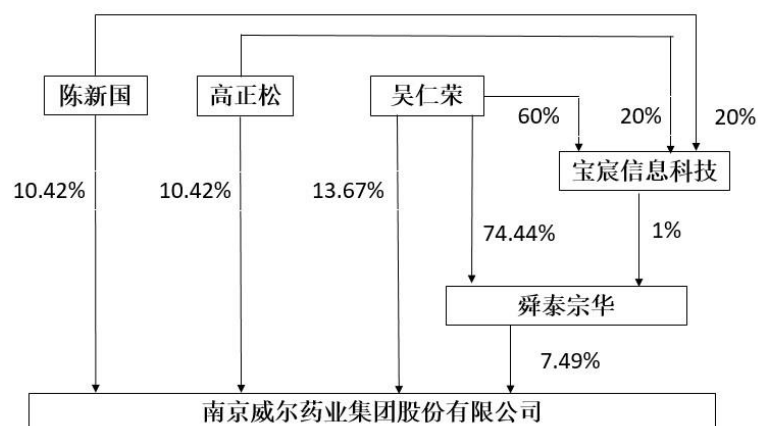 陈新国
高正松
吴仁荣
60%
20%
20%
宝宸信息科技
10.42%
10.42%
13.67%
74.44%
1%
舜泰宗华
7.49%
南京威尔药业集团股份有限公司